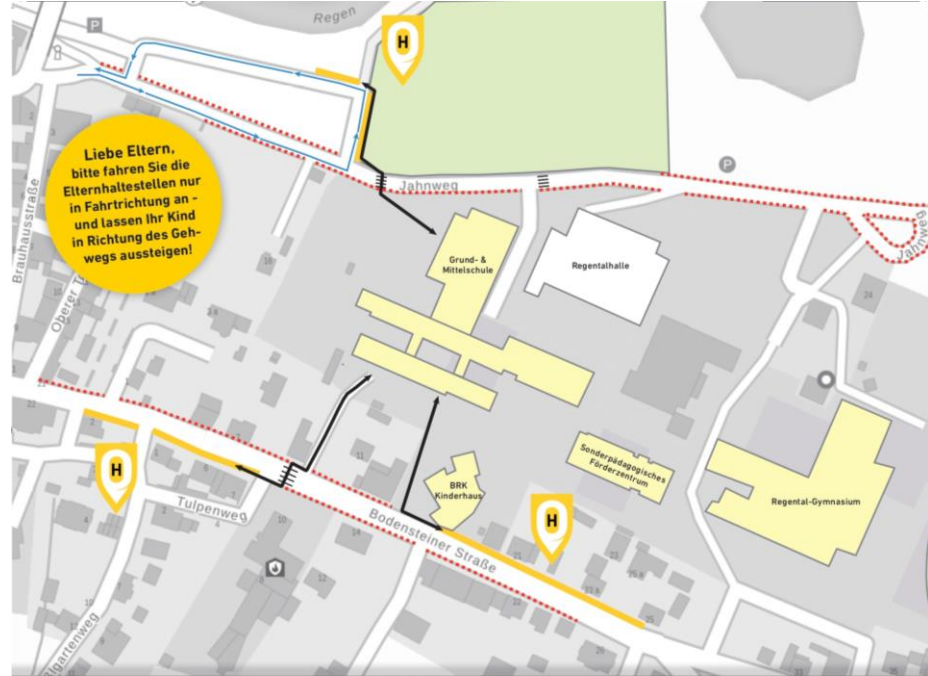 Regen
P
H
Liebe Eltern,
bitte fahren Sie die
Elternhaltestellen nur
in Fahrtrichtung an -
und lassen Ihr Kind
in Richtung des Geh-
wegs aussteigen!
Jahnweg
P
Jahnweg
Brauhausstraße
Grund- &
Mittelschule
Regentalhalle
24
H
Tulpenweg
BRK
Kinderhaus
Sonderpädagogisches
Förderzentrum
Regental-Gymnasium
H
Bodensteiner Straße